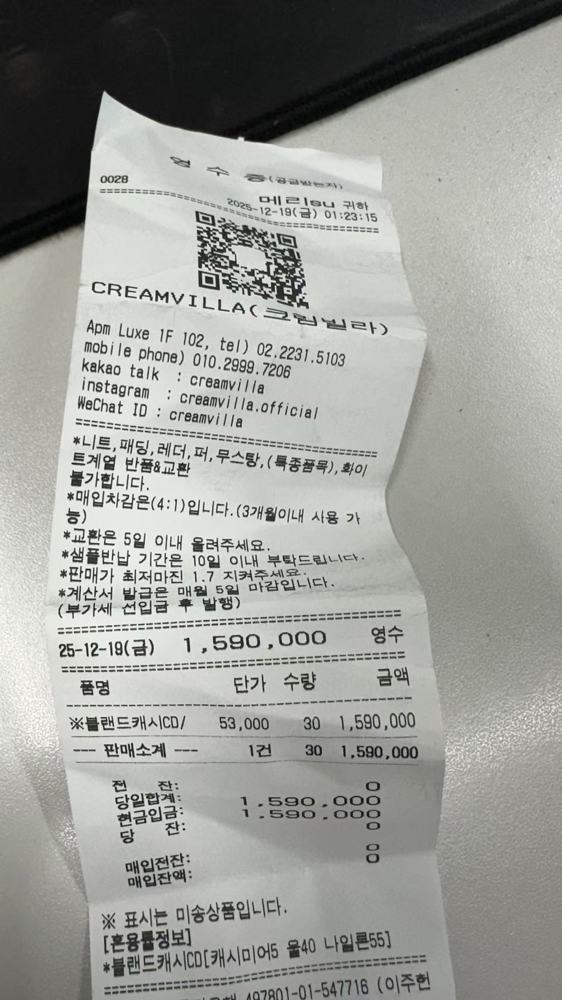 영 수 증(공급받는자)
0028
메리su 귀하
2025-12-19(금) 01:23:15
CREAMVILLA(크림빌라)
Apm Luxe 1F 102, tel) 02.2231.5103
mobile phone) 010.2999.7206
kakao talk : creamvilla
instagram : creamvilla.official
WeChat ID : creamvilla
*니트,패딩,레더,퍼,무스탕,(특종품목),화이
트계열 반품&교환
불가합니다.
*매입차감은(4:1)입니다.(3개월이내 사용 가
능)
*교환은 5일 이내 올려주세요.
*샘플반납 기간은 10일 이내 부탁드립니다.
*판매가 최저마진 1.7 지켜주세요.
*계산서 발급은 매월 5일 마감입니다.
(부가세 선입금 후 발행)
25-12-19(금) 1,590,000 영수
품명 단가 수량 금액
※블랜드캐시CD/ 53,000 30 1,590,000
--- 판매소계 --- 1건 30 1,590,000
전 잔: 0
당일합계: 1,590,000
현금입금: 1,590,000
당 잔: 0
매입전잔: 0
매입잔액: 0
※ 표시는 미송상품입니다.
[혼용률정보]
*블랜드캐시CD[캐시미어5 울40 나일론55]
497801-01-547716 (이주헌